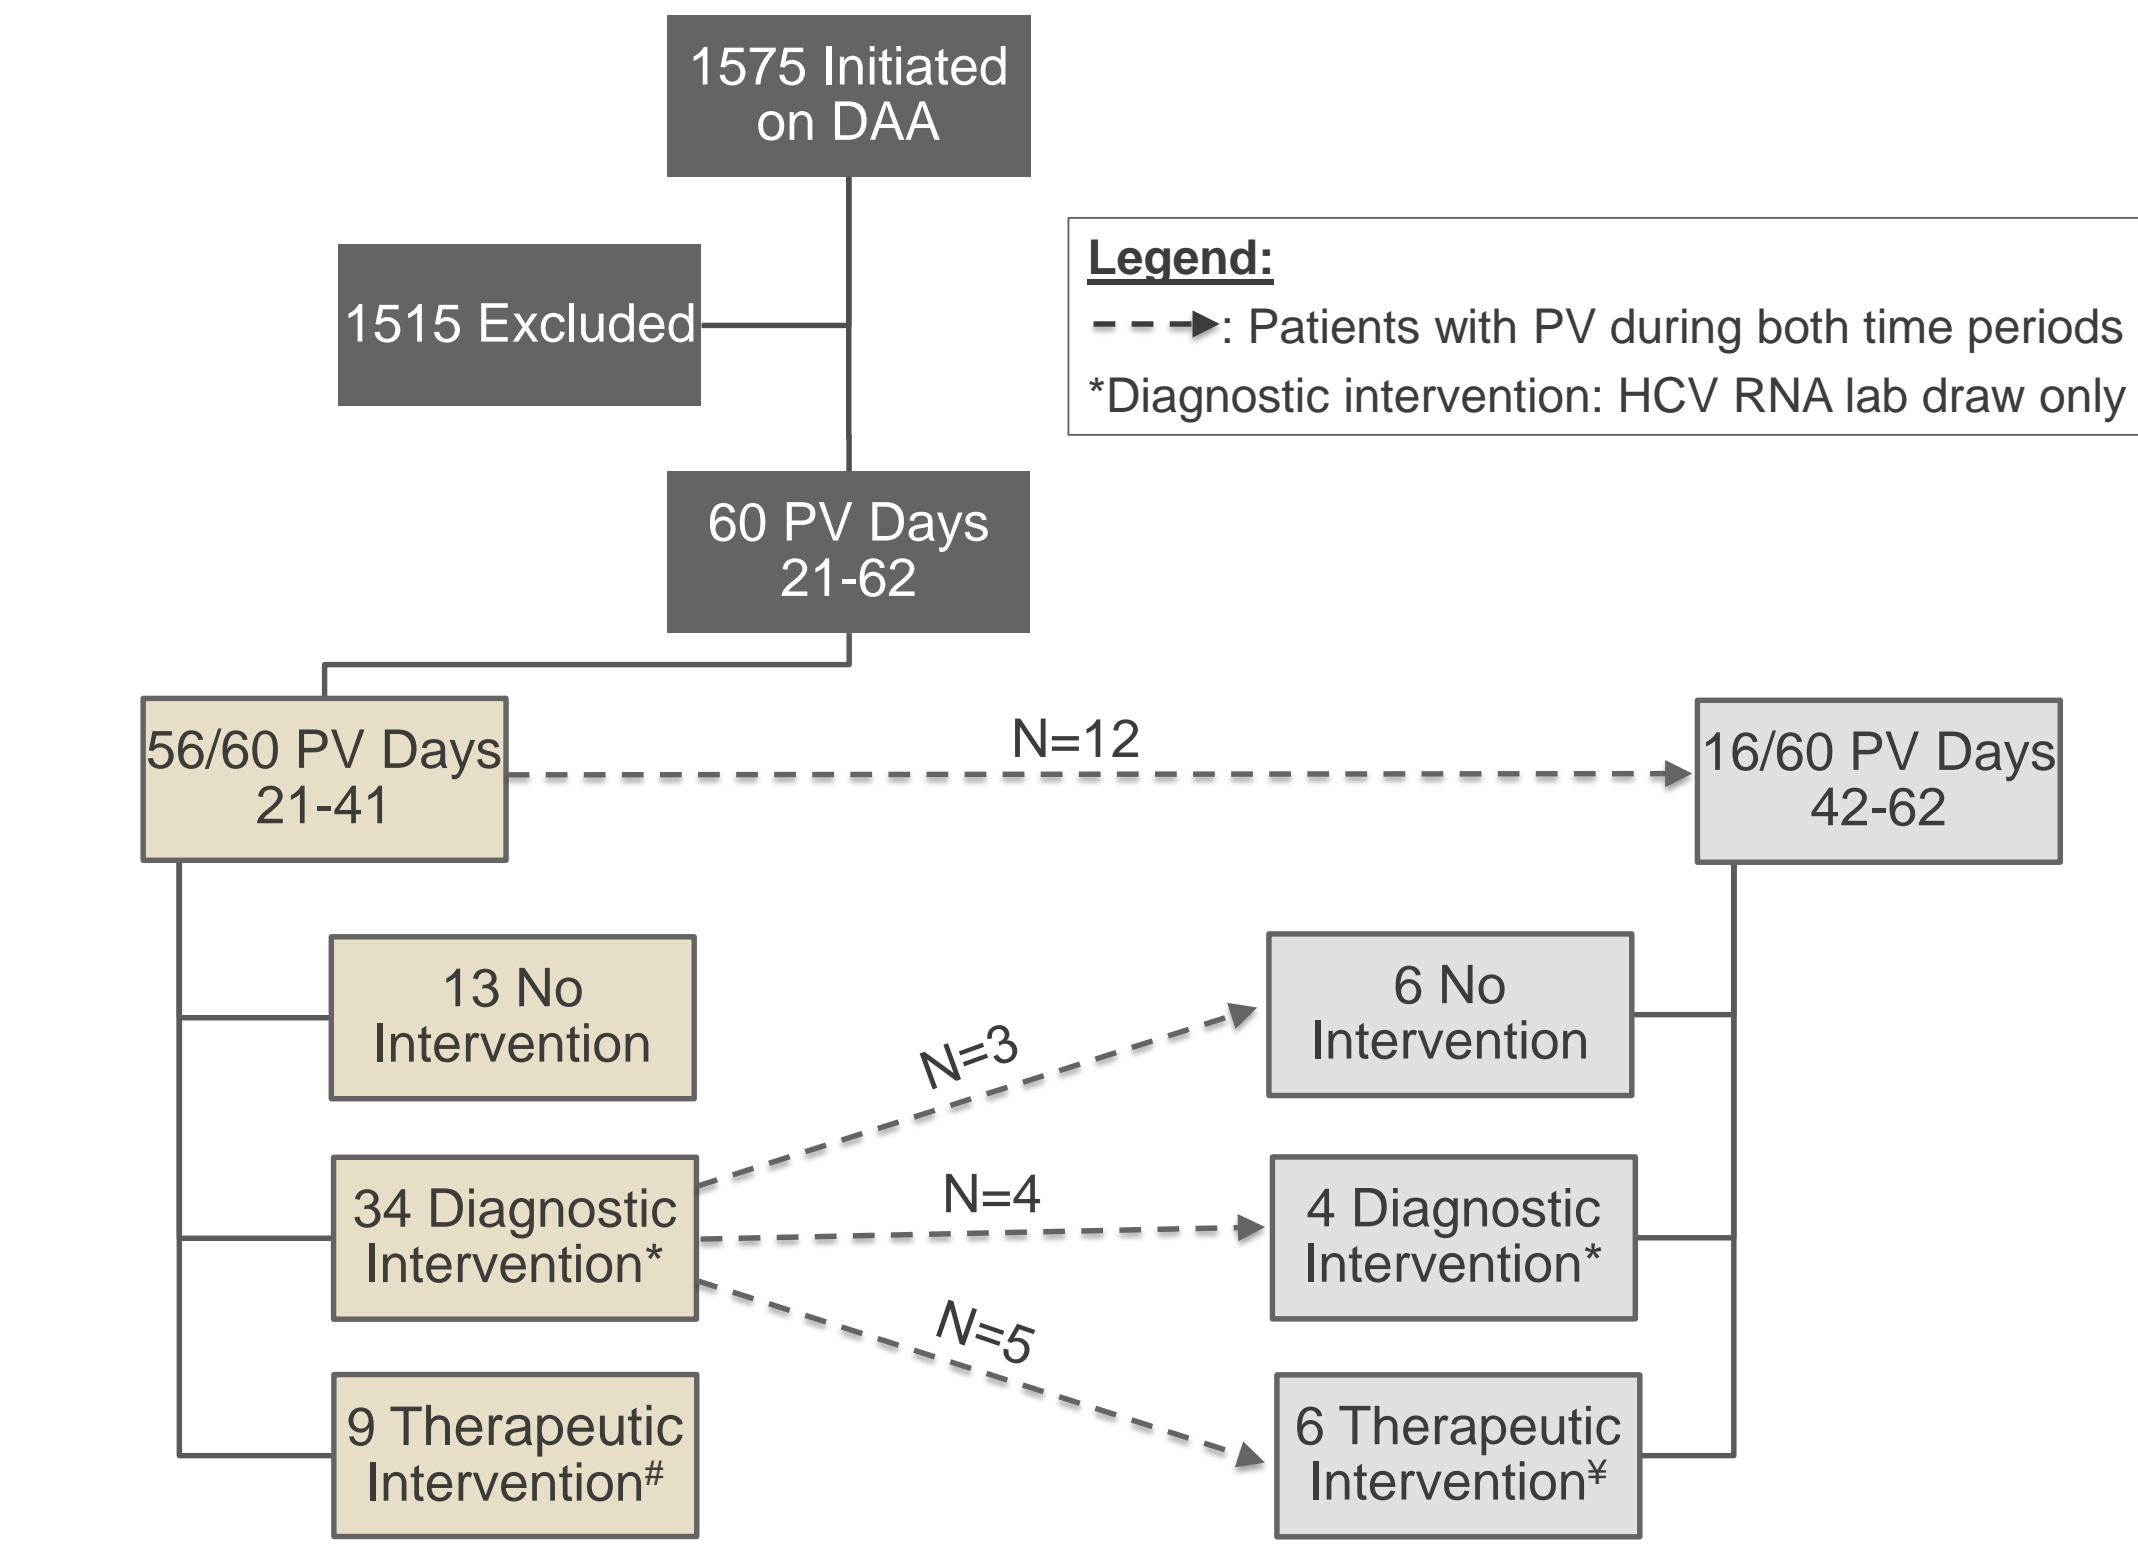 1575 Initiated
on DAA
1515 Excluded
Legend:
: Patients with PV during both time periods
*Diagnostic intervention: HCV RNA lab draw only
60 PV Days
21-62
56/60 PV Days
21-41
N=12
16/60 PV Days
42-62
13 No
Intervention
N=3
6 No
Intervention
34 Diagnostic
Intervention*
N=4
4 Diagnostic
Intervention*
N=5
9 Therapeutic
Intervention#
6 Therapeutic
Intervention¥